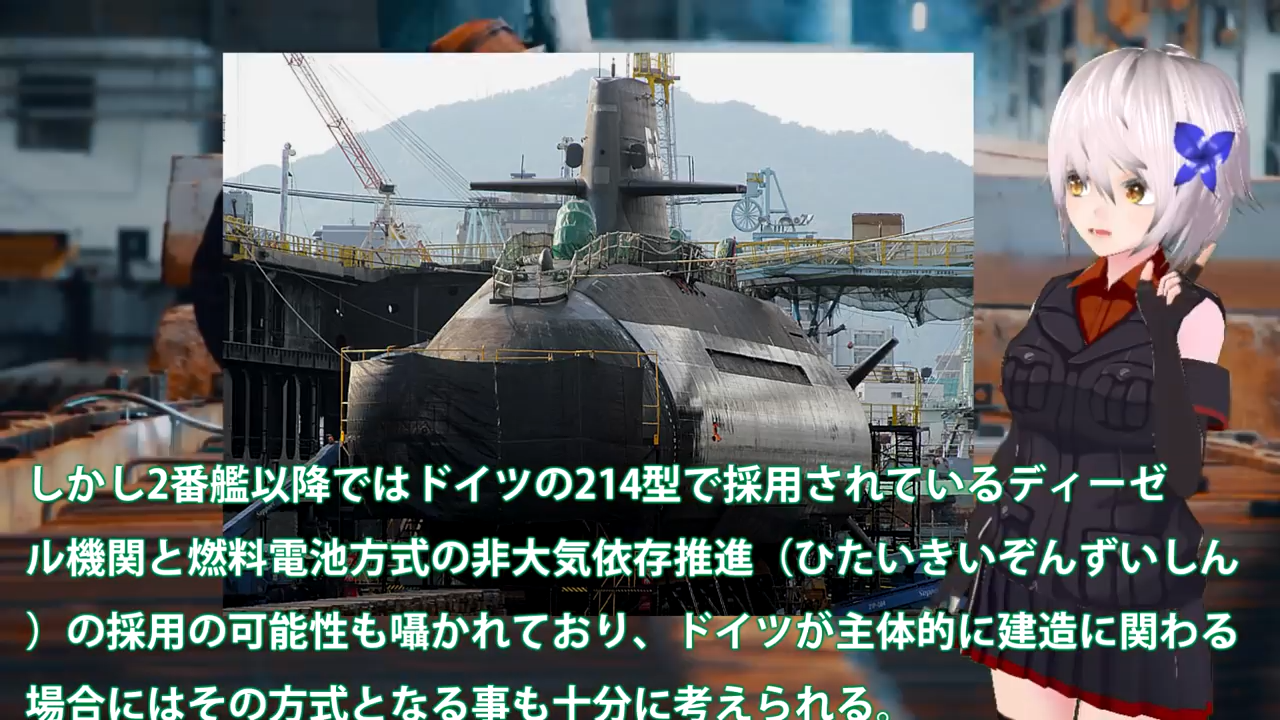 しかし2番艦以降ではドイツの214型で採用されているディーゼ
ル機関と燃料電池方式の非大気依存推進（ひたいきいぞんずいしん
）の採用の可能性も囁かれており、ドイツが主体的に建造に関わる
場合にはその方式となる事も十分に考えられる。